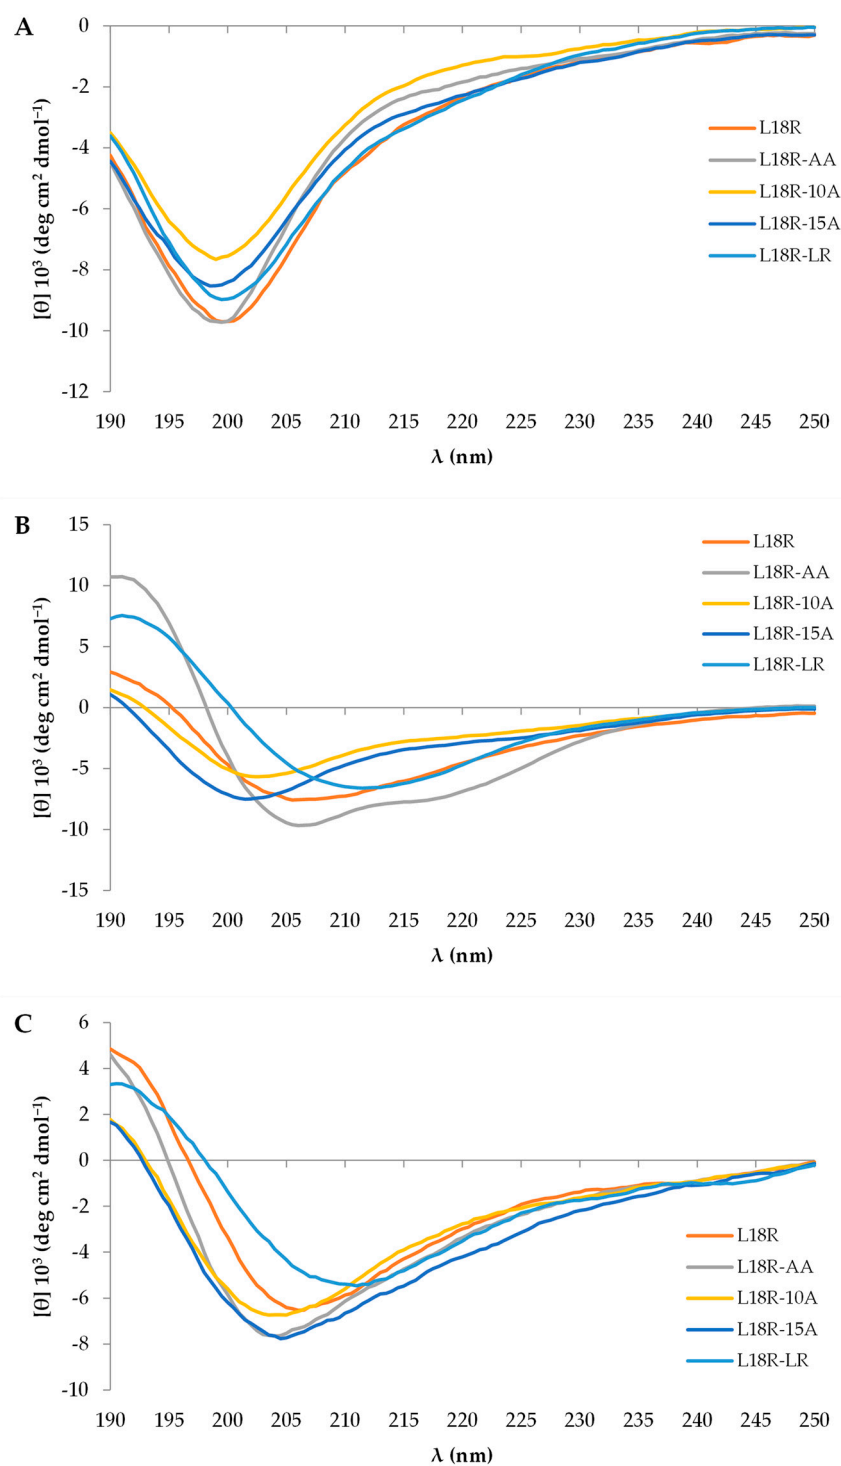 A
[θ] 10³ (deg cm² dmol⁻¹)
0
-2
-4
-6
-8
-10
-12
L18R
L18R-AA
L18R-10A
L18R-15A
L18R-LR
190 195 200 205 210 215 220 225 230 235 240 245 250
λ (nm)
B
[θ] 10³ (deg cm² dmol⁻¹)
15
10
5
0
-5
-10
-15
L18R
L18R-AA
L18R-10A
L18R-15A
L18R-LR
190 195 200 205 210 215 220 225 230 235 240 245 250
λ (nm)
C
[θ] 10³ (deg cm² dmol⁻¹)
6
4
2
0
-2
-4
-6
-8
-10
L18R
L18R-AA
L18R-10A
L18R-15A
L18R-LR
190 195 200 205 210 215 220 225 230 235 240 245 250
λ (nm)